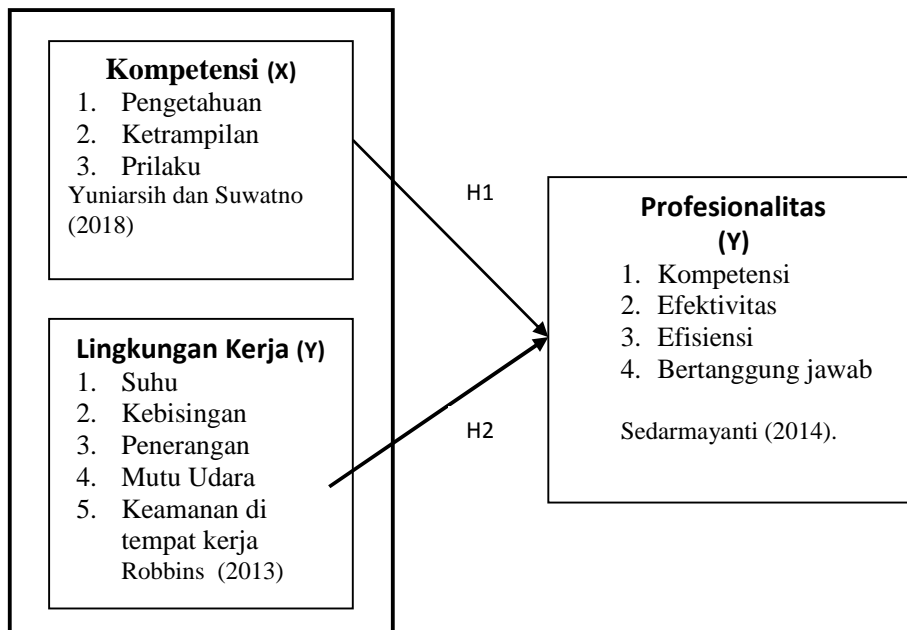 Kompetensi (X)
1. Pengetahuan
2. Ketrampilan
3. Prilaku
Yuniarsih dan Suwatno
(2018)
Lingkungan Kerja (Y)
1. Suhu
2. Kebisingan
3. Penerangan
4. Mutu Udara
5. Keamanan di
tempat kerja
Robbins (2013)
H1
H2
Profesionalitas
(Y)
1. Kompetensi
2. Efektivitas
3. Efisiensi
4. Bertanggung jawab
Sedarmayanti (2014).